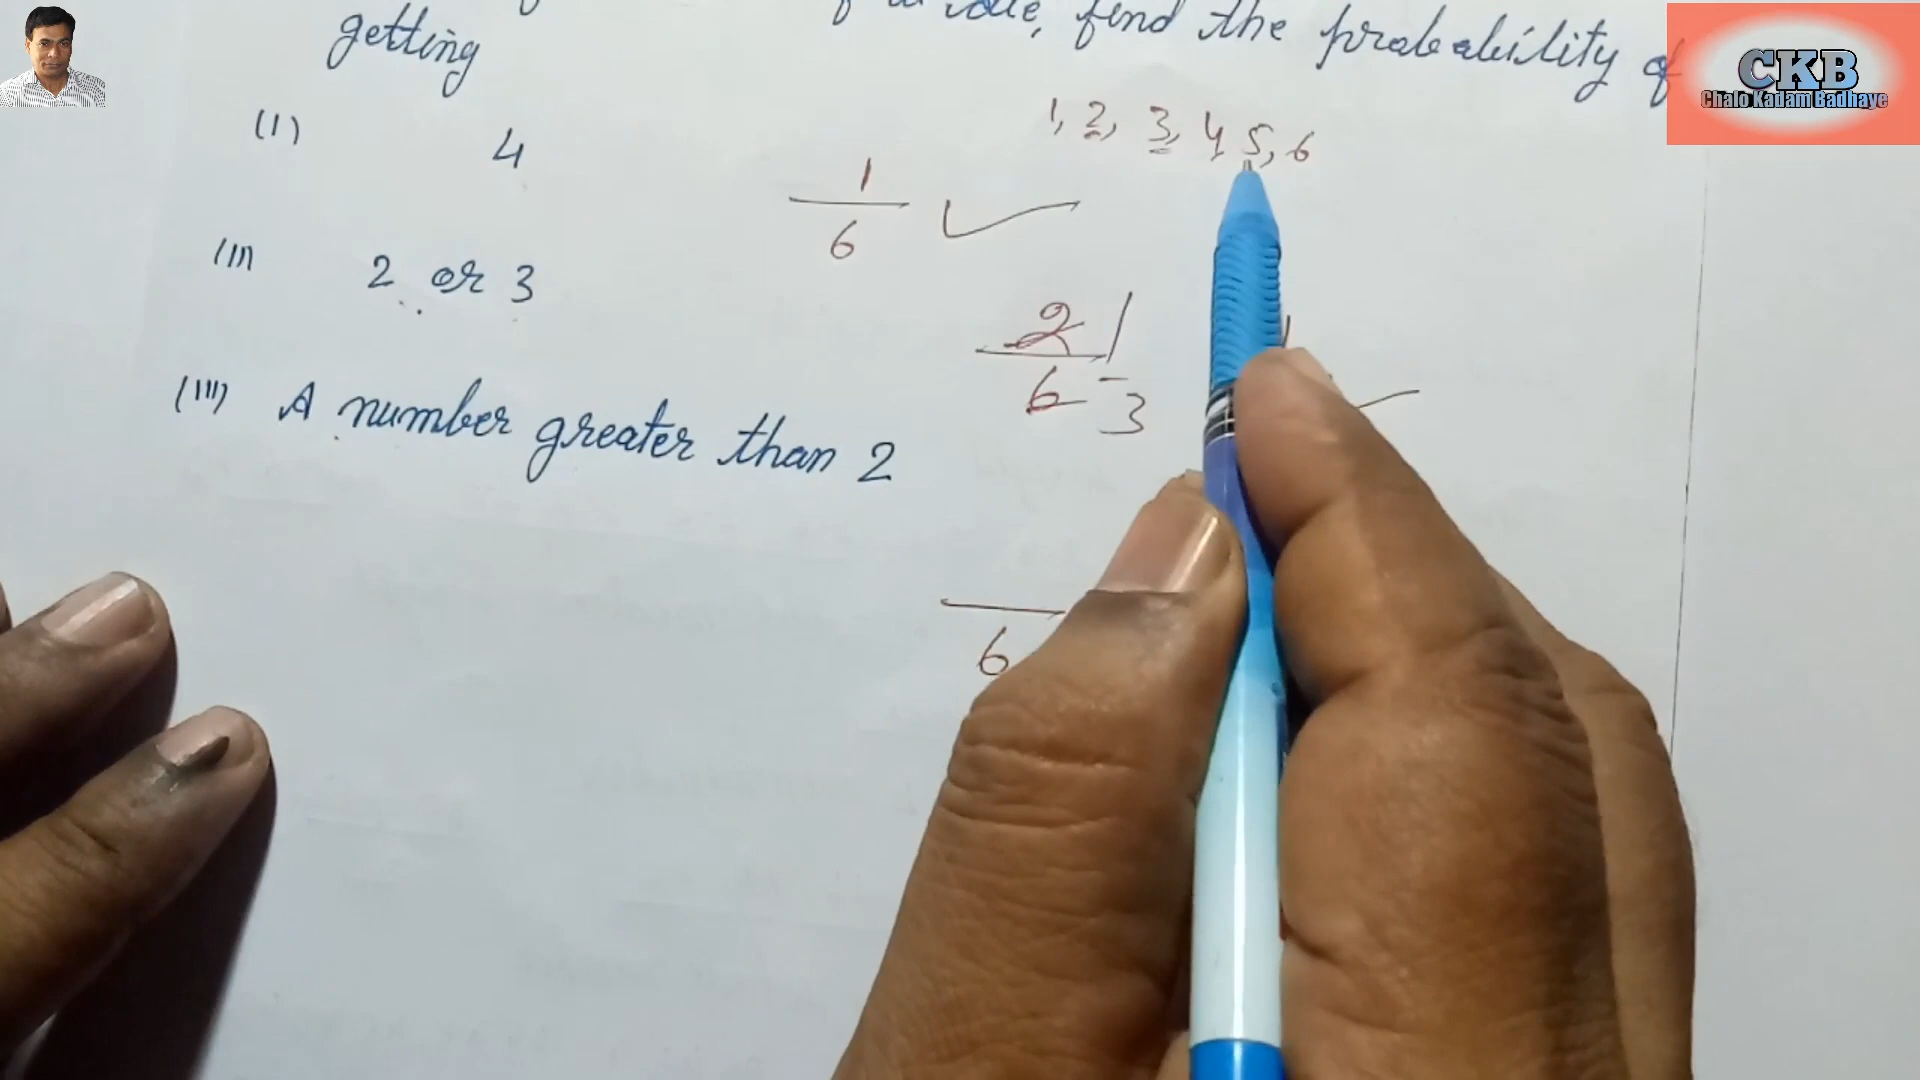 die, find the probability of
getting
CKB
Chalo Kadam Badhaye
1, 2, 3, 4 5, 6
(I) 4
1
6
(II) 2 or 3
2 1
6 3
(III) A number greater than 2
6